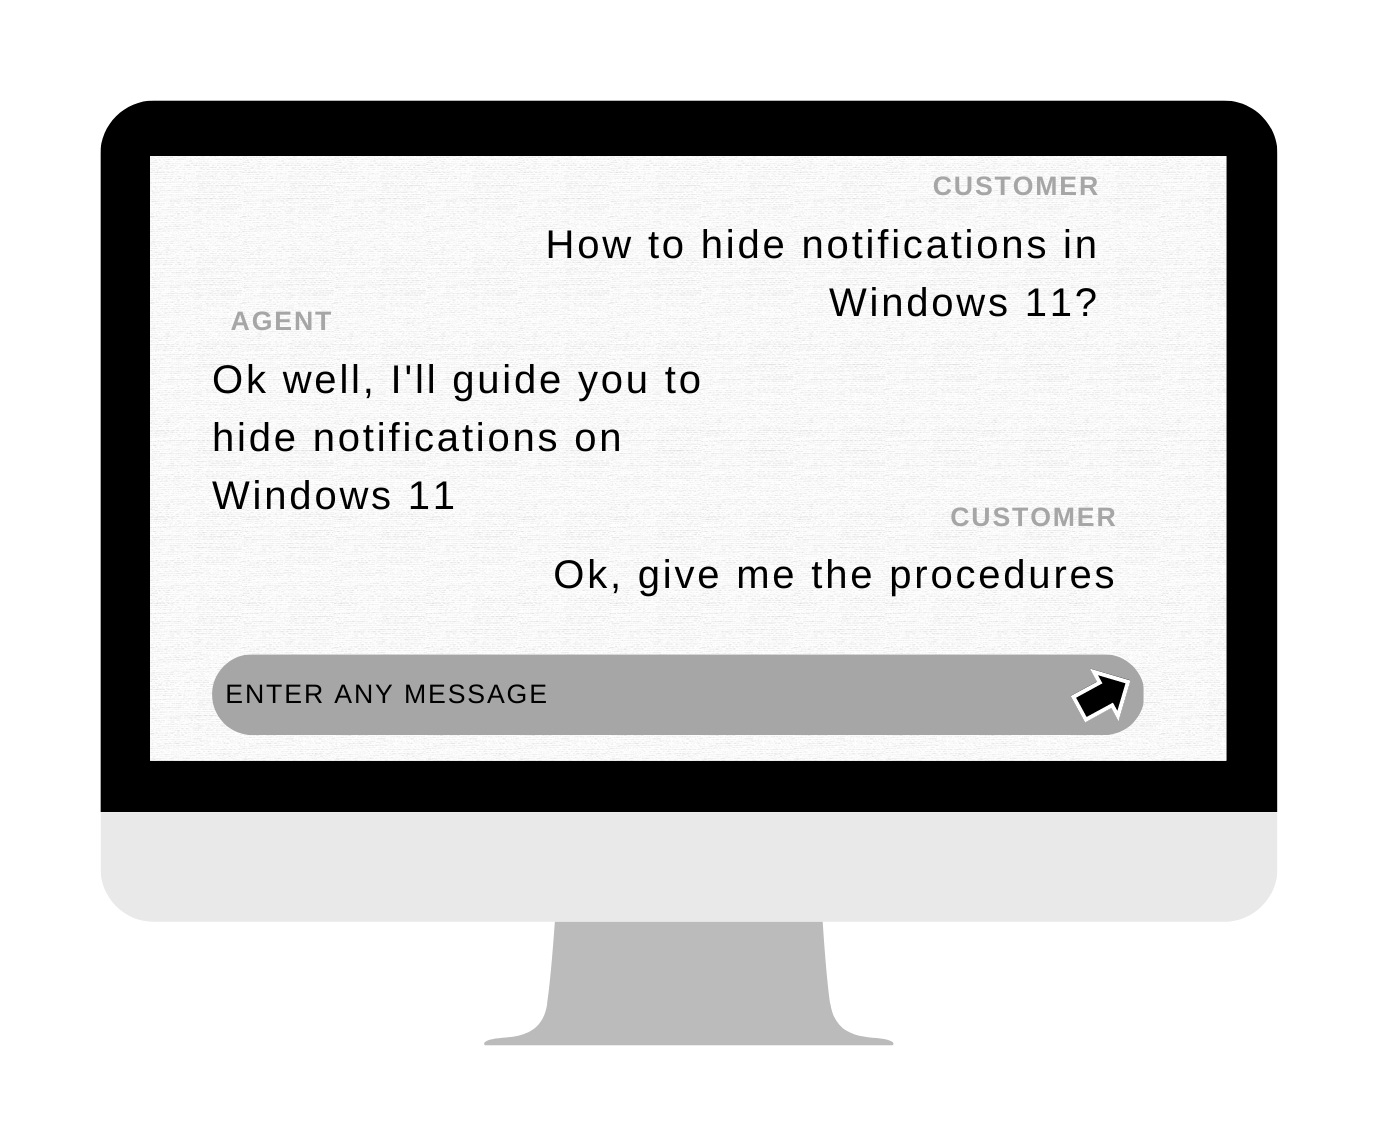 CUSTOMER
How to hide notifications in
Windows 11?
AGENT
Ok well, I'll guide you to
hide notifications on
Windows 11
CUSTOMER
Ok, give me the procedures
ENTER ANY MESSAGE